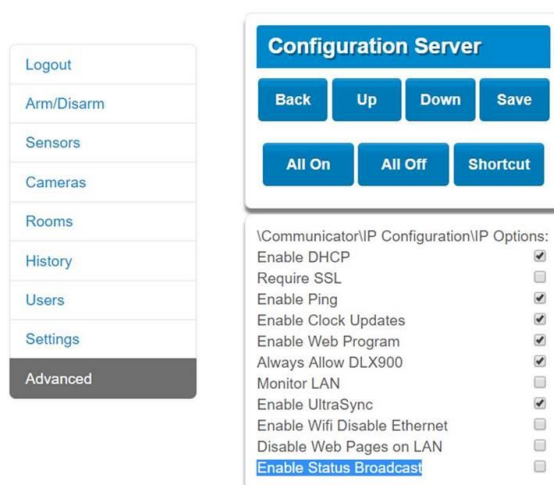 Logout
Arm/Disarm
Sensors
Cameras
Rooms
History
Users
Settings
Advanced
Configuration Server
Back Up Down Save
All On All Off Shortcut
\Communicator\IP Configuration\IP Options:
Enable DHCP
Require SSL
Enable Ping
Enable Clock Updates
Enable Web Program
Always Allow DLX900
Monitor LAN
Enable UltraSync
Enable Wifi Disable Ethernet
Disable Web Pages on LAN
Enable Status Broadcast